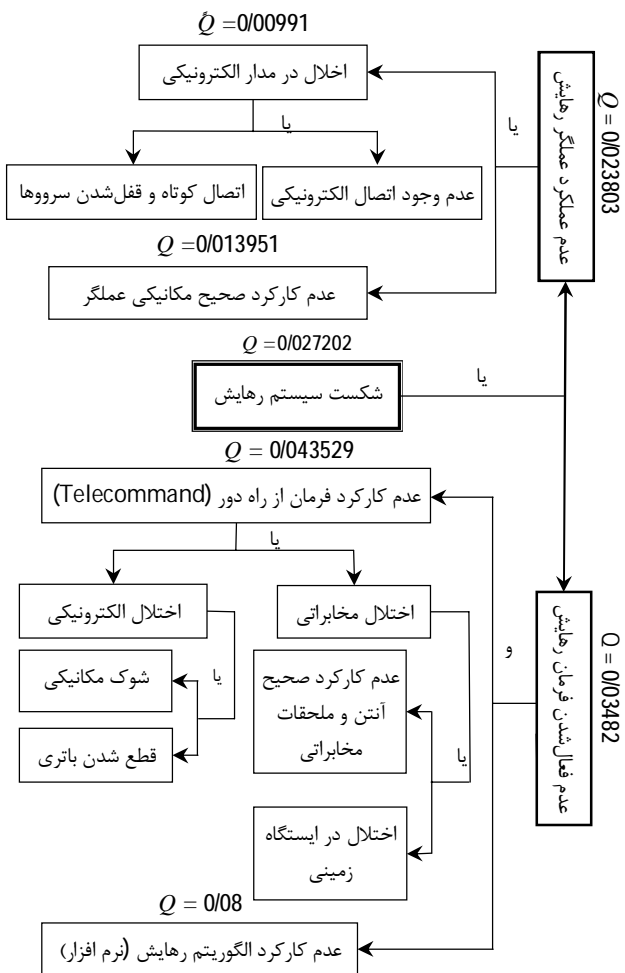 Q =0/00991
اخلال در مدار الکترونیکی
یا
یا
عدم وجود اتصال الکترونیکی
اتصال کوتاه و قفل‌شدن سرووها
Q = 0/023803
عدم عملکرد عملگر رهایش
Q =0/013951
عدم کارکرد صحیح مکانیکی عملگر
Q =0/027202
شکست سیستم رهایش
یا
Q = 0/043529
عدم کارکرد فرمان از راه دور (Telecommand)
یا
اختلال مخابراتی
اختلال الکترونیکی
و
Q = 0/03482
عدم فعال‌شدن فرمان رهایش
عدم کارکرد صحیح
آنتن و ملحقات
مخابراتی
یا
شوک مکانیکی
یا
قطع شدن باتری
اختلال در ایستگاه
زمینی
Q = 0/08
عدم کارکرد الگوریتم رهایش (نرم افزار)